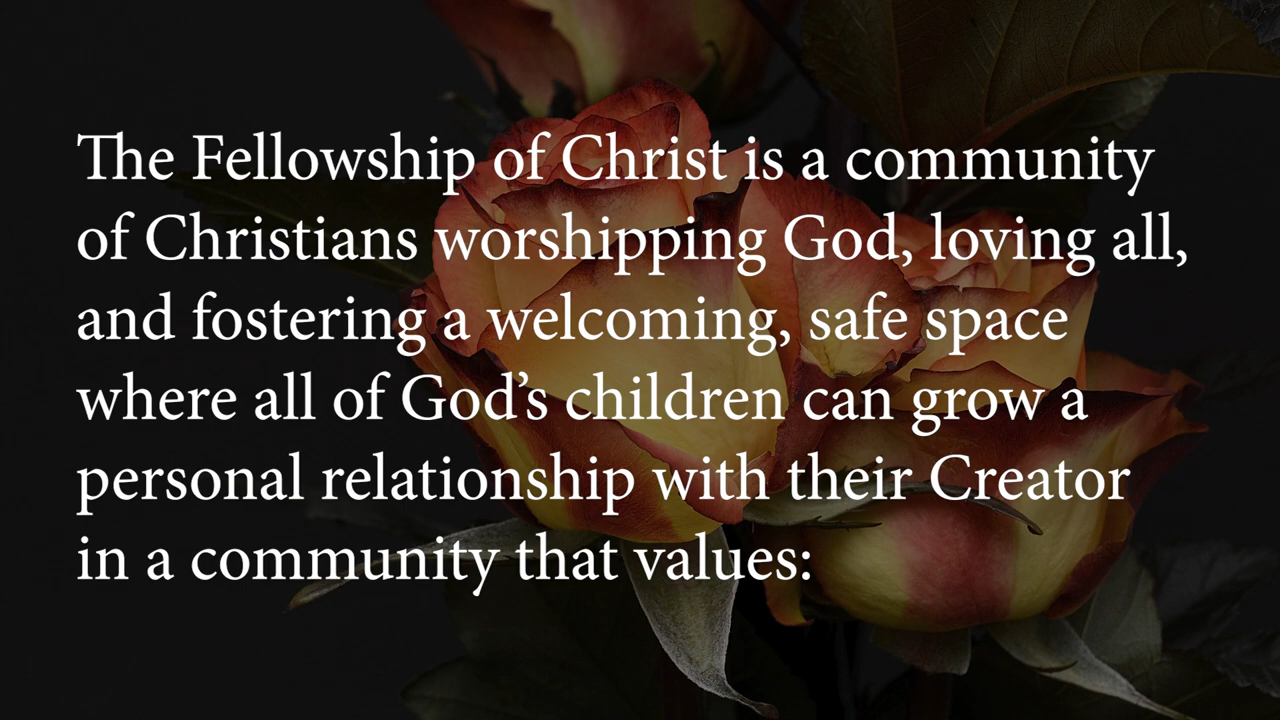 The Fellowship of Christ is a community
of Christians worshipping God, loving all,
and fostering a welcoming, safe space
where all of God’s children can grow a
personal relationship with their Creator
in a community that values: